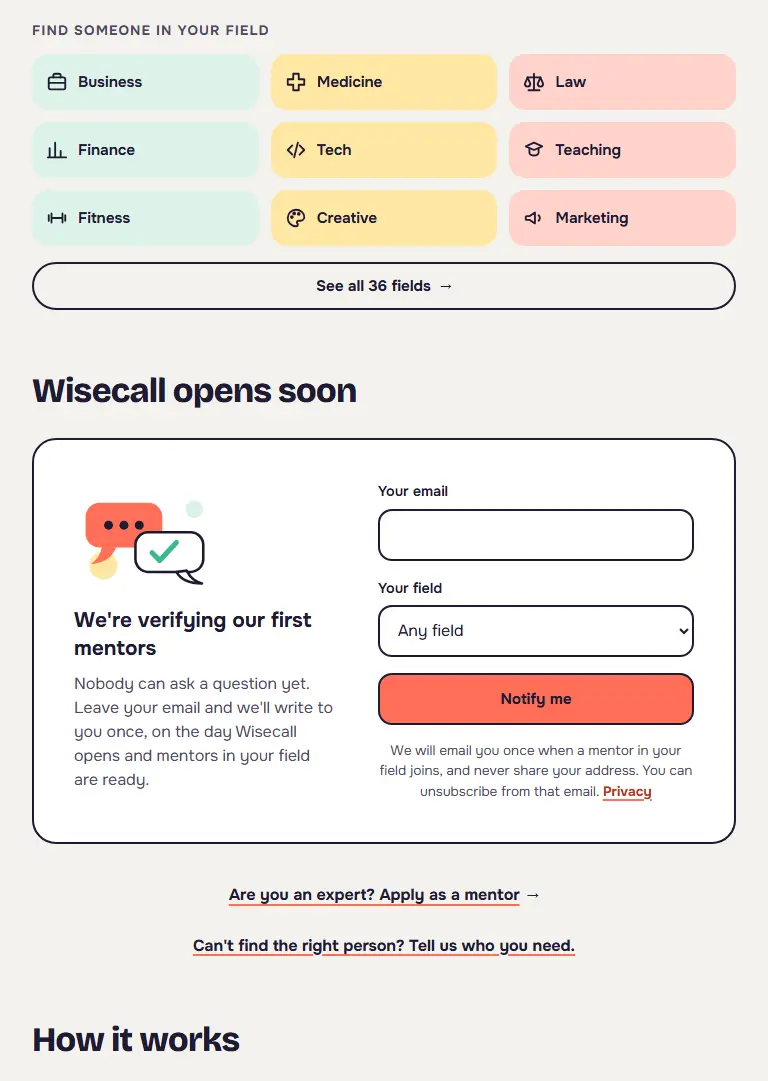 FIND SOMEONE IN YOUR FIELD
Business
Medicine
Law
Finance
Tech
Teaching
Fitness
Creative
Marketing
See all 36 fields →
Wisecall opens soon
We're verifying our first
mentors
Nobody can ask a question yet.
Leave your email and we'll write to
you once, on the day Wisecall
opens and mentors in your field
are ready.
Your email
Your field
Any field
Notify me
We will email you once when a mentor in your
field joins, and never share your address. You can
unsubscribe from that email. Privacy
Are you an expert? Apply as a mentor →
Can't find the right person? Tell us who you need.
How it works